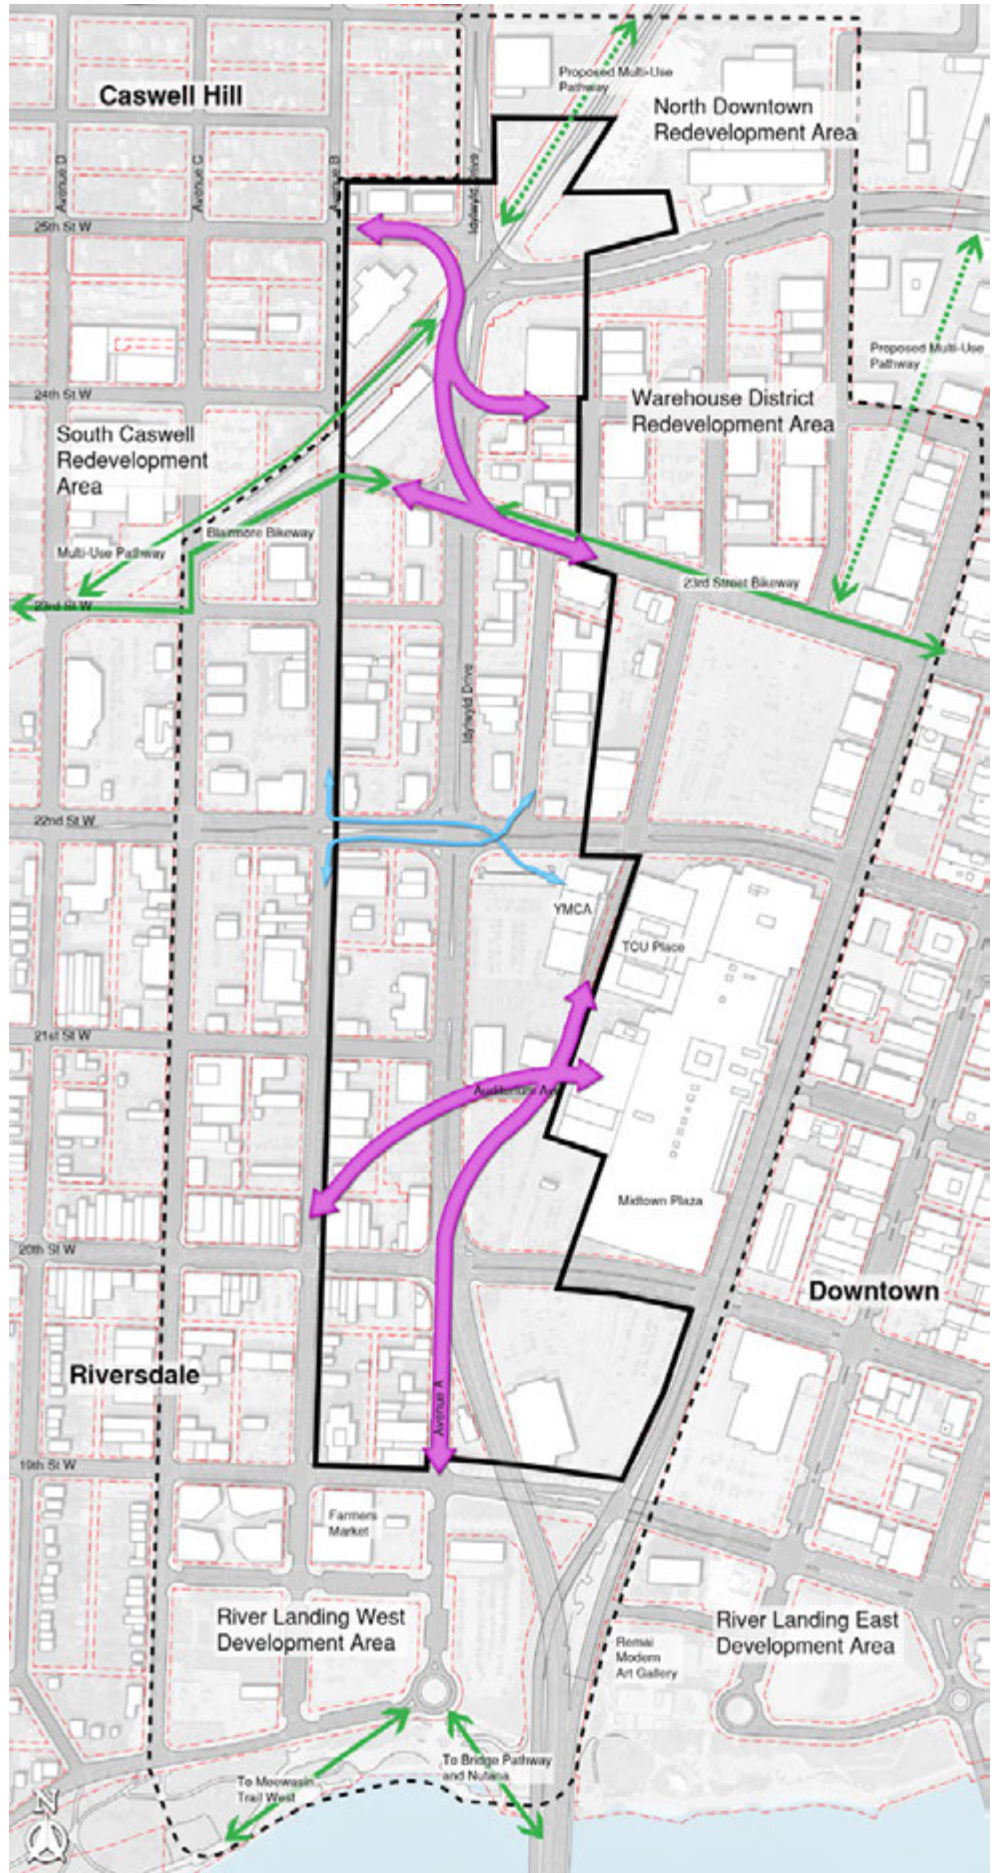 Proposed Multi-Use
Pathway
Caswell Hill
North Downtown
Redevelopment Area
Avenue D
Avenue C
Avenue B
Idylwyld Drive
25th St W
Proposed Multi-Use
Pathway
24th St W
Warehouse District
Redevelopment Area
South Caswell
Redevelopment
Area
Blairmore Bikeway
Multi-Use Pathway
23rd Street Bikeway
23rd St W
Idylwyld Drive
22nd St W
YMCA
TCU Place
21st St W
Auditorium Ave
Midtown Plaza
20th St W
Downtown
Riversdale
Avenue A
19th St W
Farmers
Market
River Landing West
Development Area
River Landing East
Development Area
Remai
Modern
Art Gallery
To Bridge Pathway
and Nutana
To Meewasin
Trail West
N